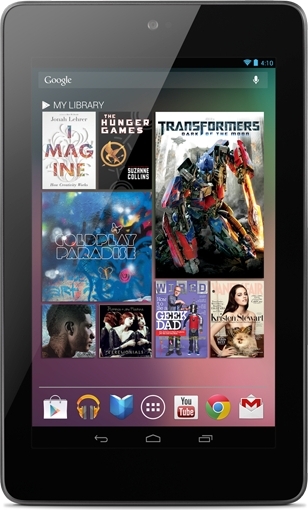 4:10
Google
MY LIBRARY
Jonah Lehrer
IMAGINE
How Creativity Works
THE
HUNGER
GAMES
SUZANNE
COLLINS
TRANSFORMERS
DARK OF THE MOON
COLDPLAY
PARADISE
CEREMONIALS
WIRED
GEEK
DAD
Kristen Stewart
You
Tube